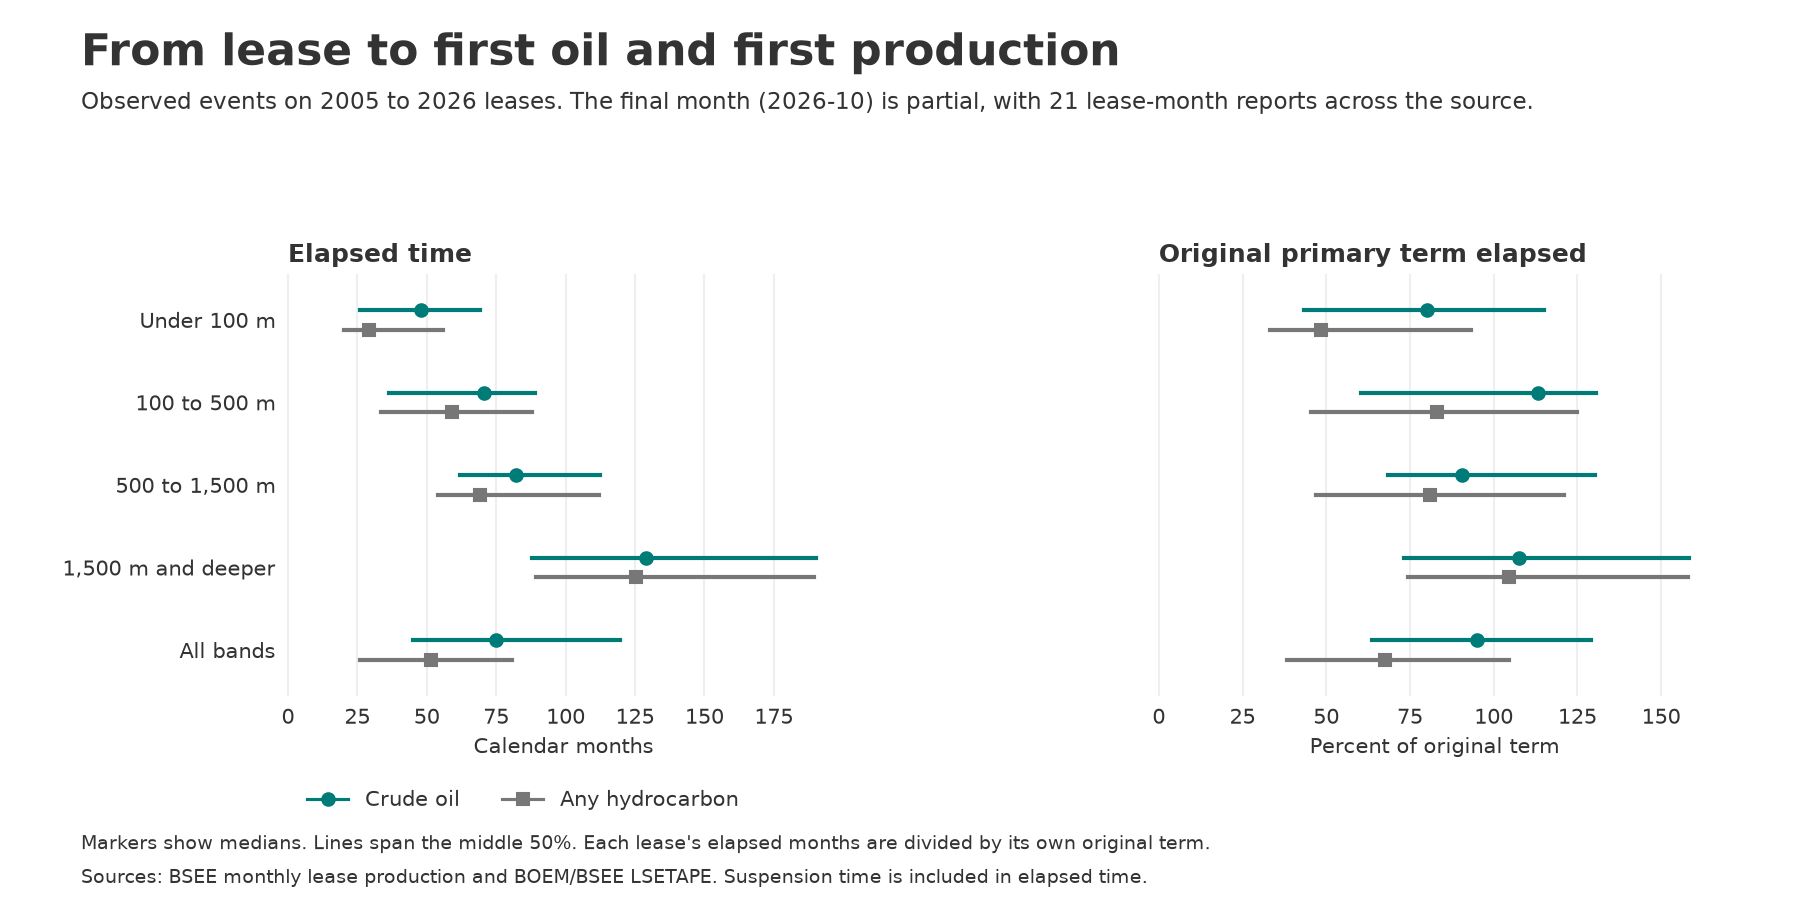 From lease to first oil and first production
Observed events on 2005 to 2026 leases. The final month (2026-10) is partial, with 21 lease-month reports across the source.
Elapsed time
Original primary term elapsed
Under 100 m
100 to 500 m
500 to 1,500 m
1,500 m and deeper
All bands
0 25 50 75 100 125 150 175
0 25 50 75 100 125 150
Calendar months
Percent of original term
Crude oil
Any hydrocarbon
Markers show medians. Lines span the middle 50%. Each lease's elapsed months are divided by its own original term.
Sources: BSEE monthly lease production and BOEM/BSEE LSETAPE. Suspension time is included in elapsed time.